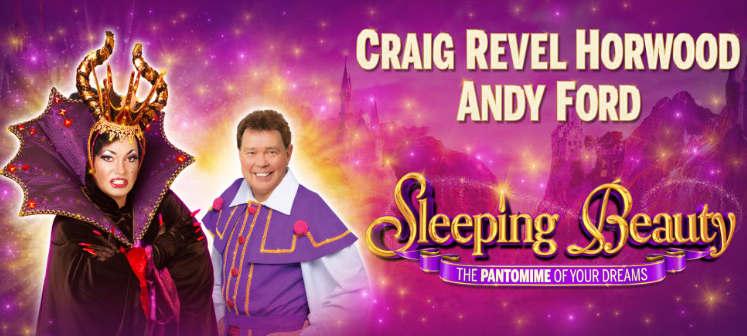 CRAIG REVEL HORWOOD
ANDY FORD
Sleeping Beauty
THE PANTOMIME OF YOUR DREAMS